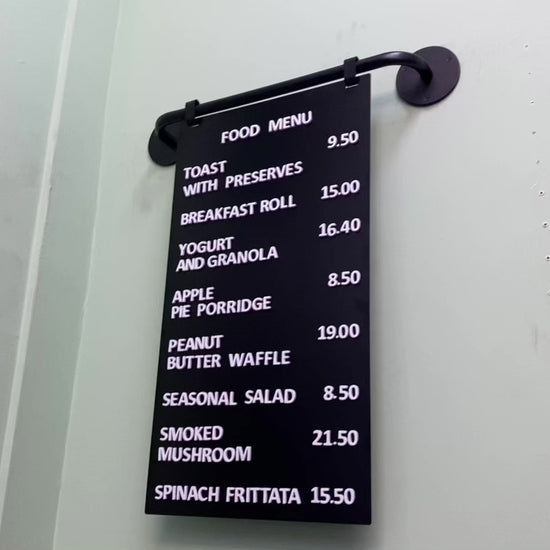 FOOD MENU
TOAST
WITH PRESERVES 9.50
BREAKFAST ROLL 15.00
YOGURT
AND GRANOLA 16.40
APPLE
PIE PORRIDGE 8.50
PEANUT
BUTTER WAFFLE 19.00
SEASONAL SALAD 8.50
SMOKED
MUSHROOM 21.50
SPINACH FRITTATA 15.50